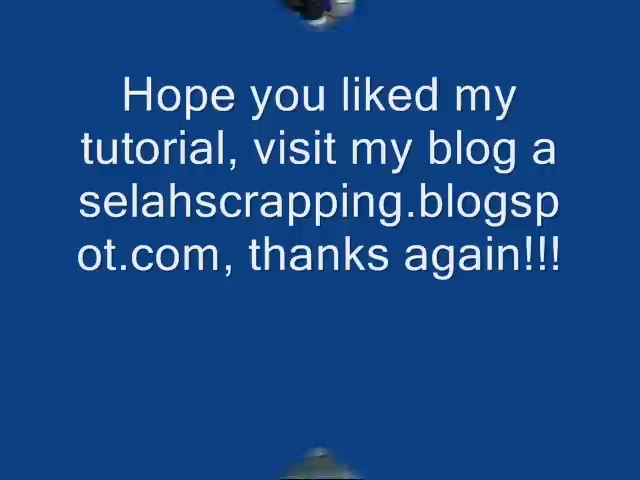 Hope you liked my
tutorial, visit my blog a
selahscrapping.blogsp
ot.com, thanks again!!!